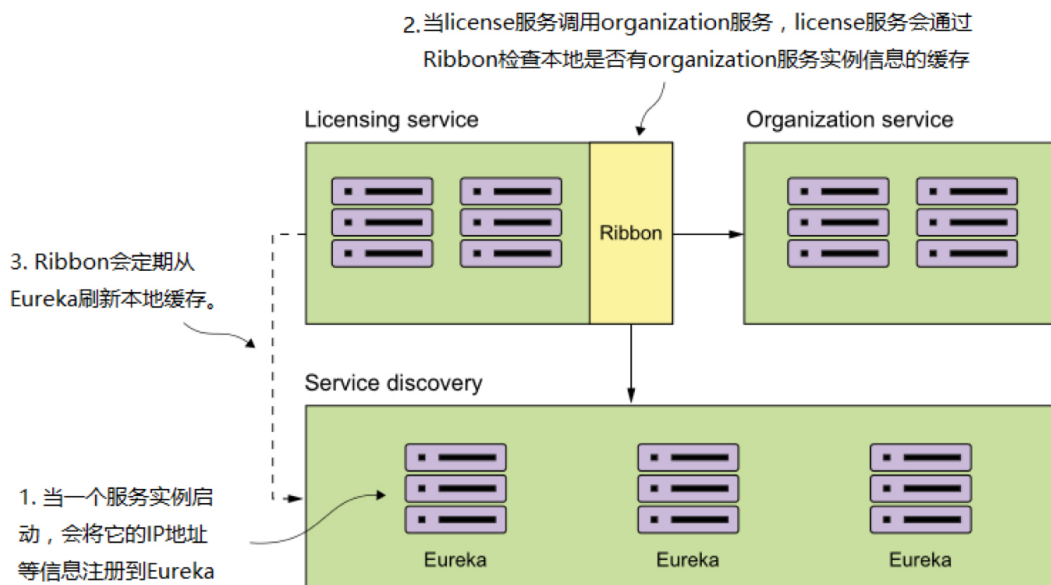 2. 当license服务调用organization服务，license服务会通过
Ribbon检查本地是否有organization服务实例信息的缓存
Licensing service
Organization service
Ribbon
3. Ribbon会定期从
Eureka刷新本地缓存。
Service discovery
1. 当一个服务实例启
动，会将它的IP地址
等信息注册到Eureka
Eureka
Eureka
Eureka